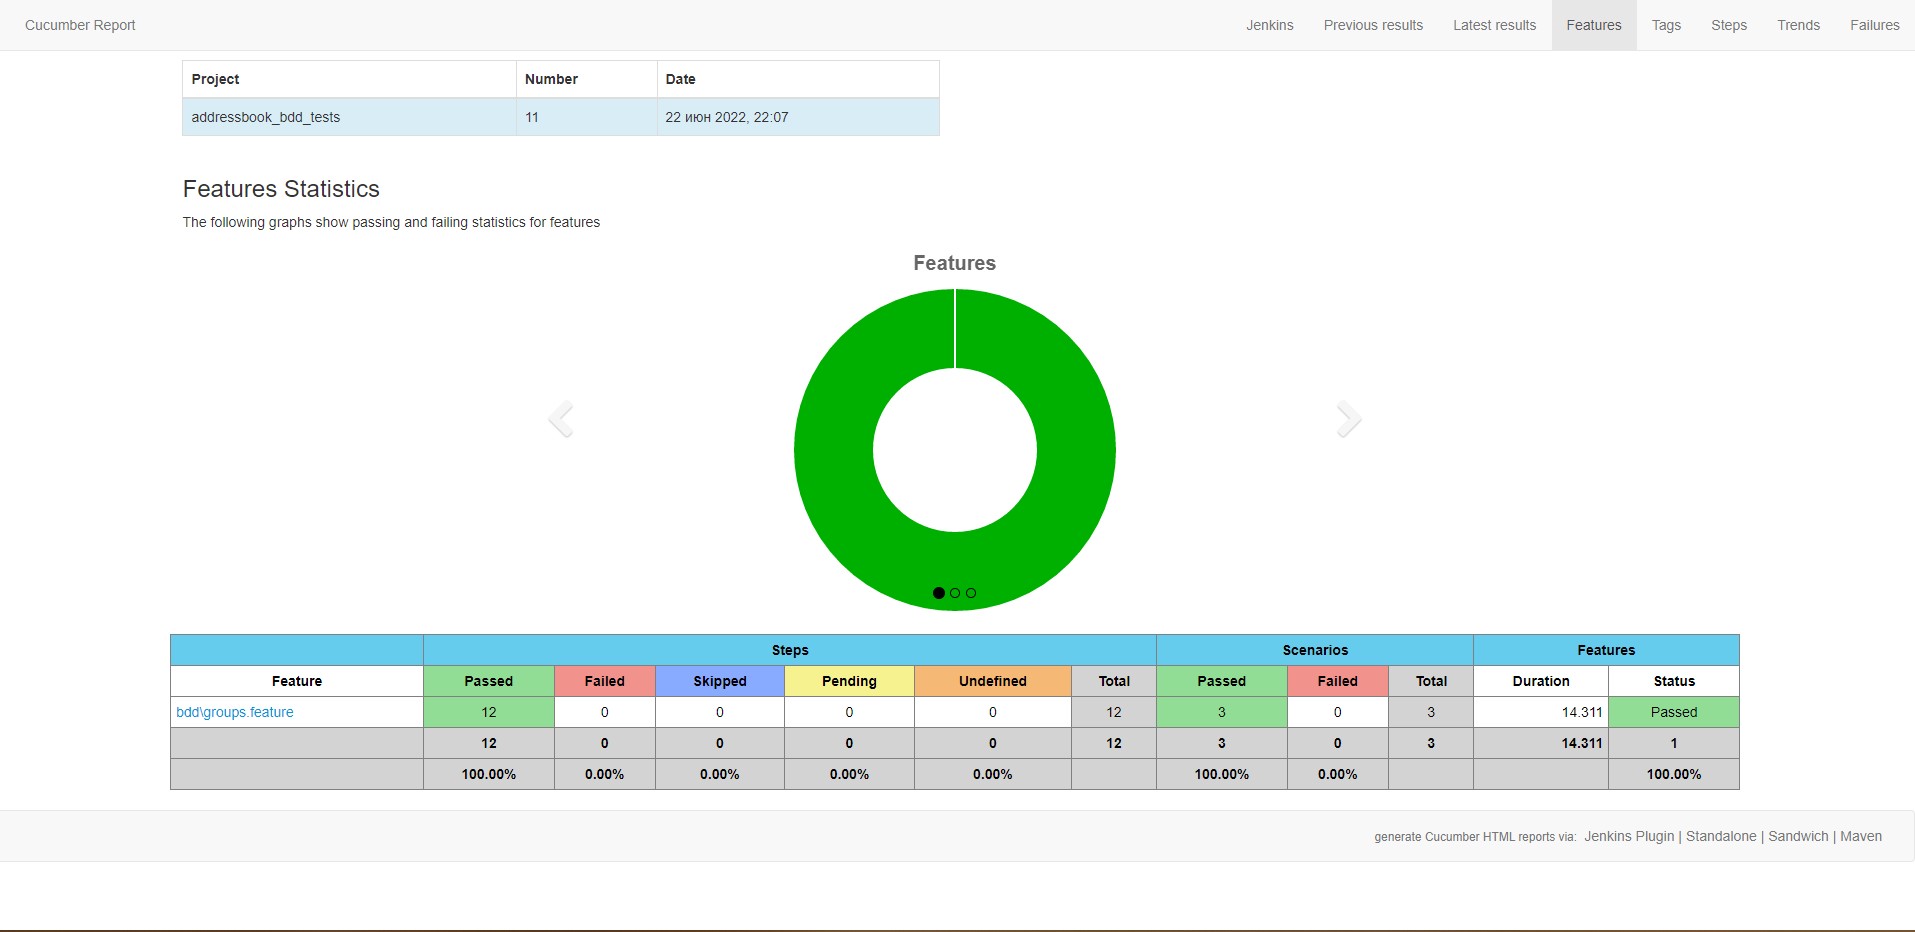 Cucumber Report Jenkins Previous results Latest results Features Tags Steps Trends Failures
Project Number Date
addressbook_bdd_tests 11 22 июн 2022, 22:07
Features Statistics
The following graphs show passing and failing statistics for features
Features
Steps Scenarios Features
Feature Passed Failed Skipped Pending Undefined Total Passed Failed Total Duration Status
bdd\groups.feature 12 0 0 0 0 12 3 0 3 14.311 Passed
12 0 0 0 0 12 3 0 3 14.311 1
100.00% 0.00% 0.00% 0.00% 0.00% 100.00% 0.00% 100.00%
generate Cucumber HTML reports via: Jenkins Plugin | Standalone | Sandwich | Maven